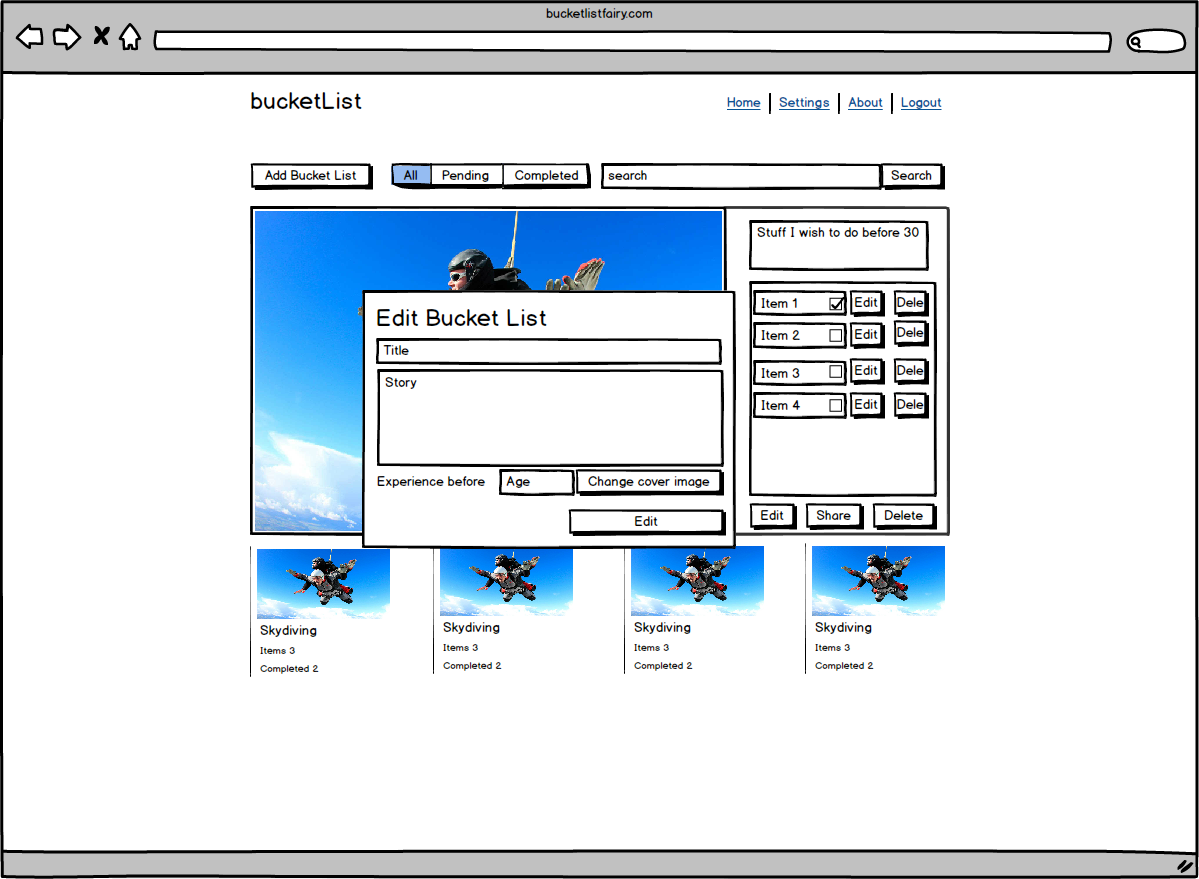 bucketlistfairy.com
bucketList
Home Settings About Logout
Add Bucket List All Pending Completed search Search
Stuff I wish to do before 30
Item 1 Edit Dele
Item 2 Edit Dele
Item 3 Edit Dele
Item 4 Edit Dele
Edit Share Delete
Edit Bucket List
Title
Story
Experience before Age Change cover image
Edit
Skydiving Skydiving Skydiving Skydiving
Items 3 Items 3 Items 3 Items 3
Completed 2 Completed 2 Completed 2 Completed 2